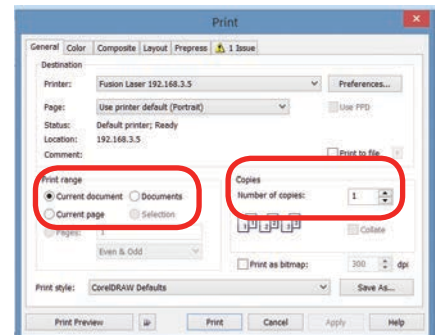 Print
General Color Composite Layout Prepress 1 Issue
Destination
Printer: Fusion Laser 192.168.3.5 Preferences...
Page: Use printer default (Portrait) Use PPD
Status: Default printer; Ready
Location: 192.168.3.5
Comment: Print to file
Print range Copies
Current document Documents Number of copies: 1
Current page Selection
Pages: 1 Collate
Even & Odd
Print as bitmap: 300 dpi
Print style: CorelDRAW Defaults Save As...
Print Preview Print Cancel Apply Help